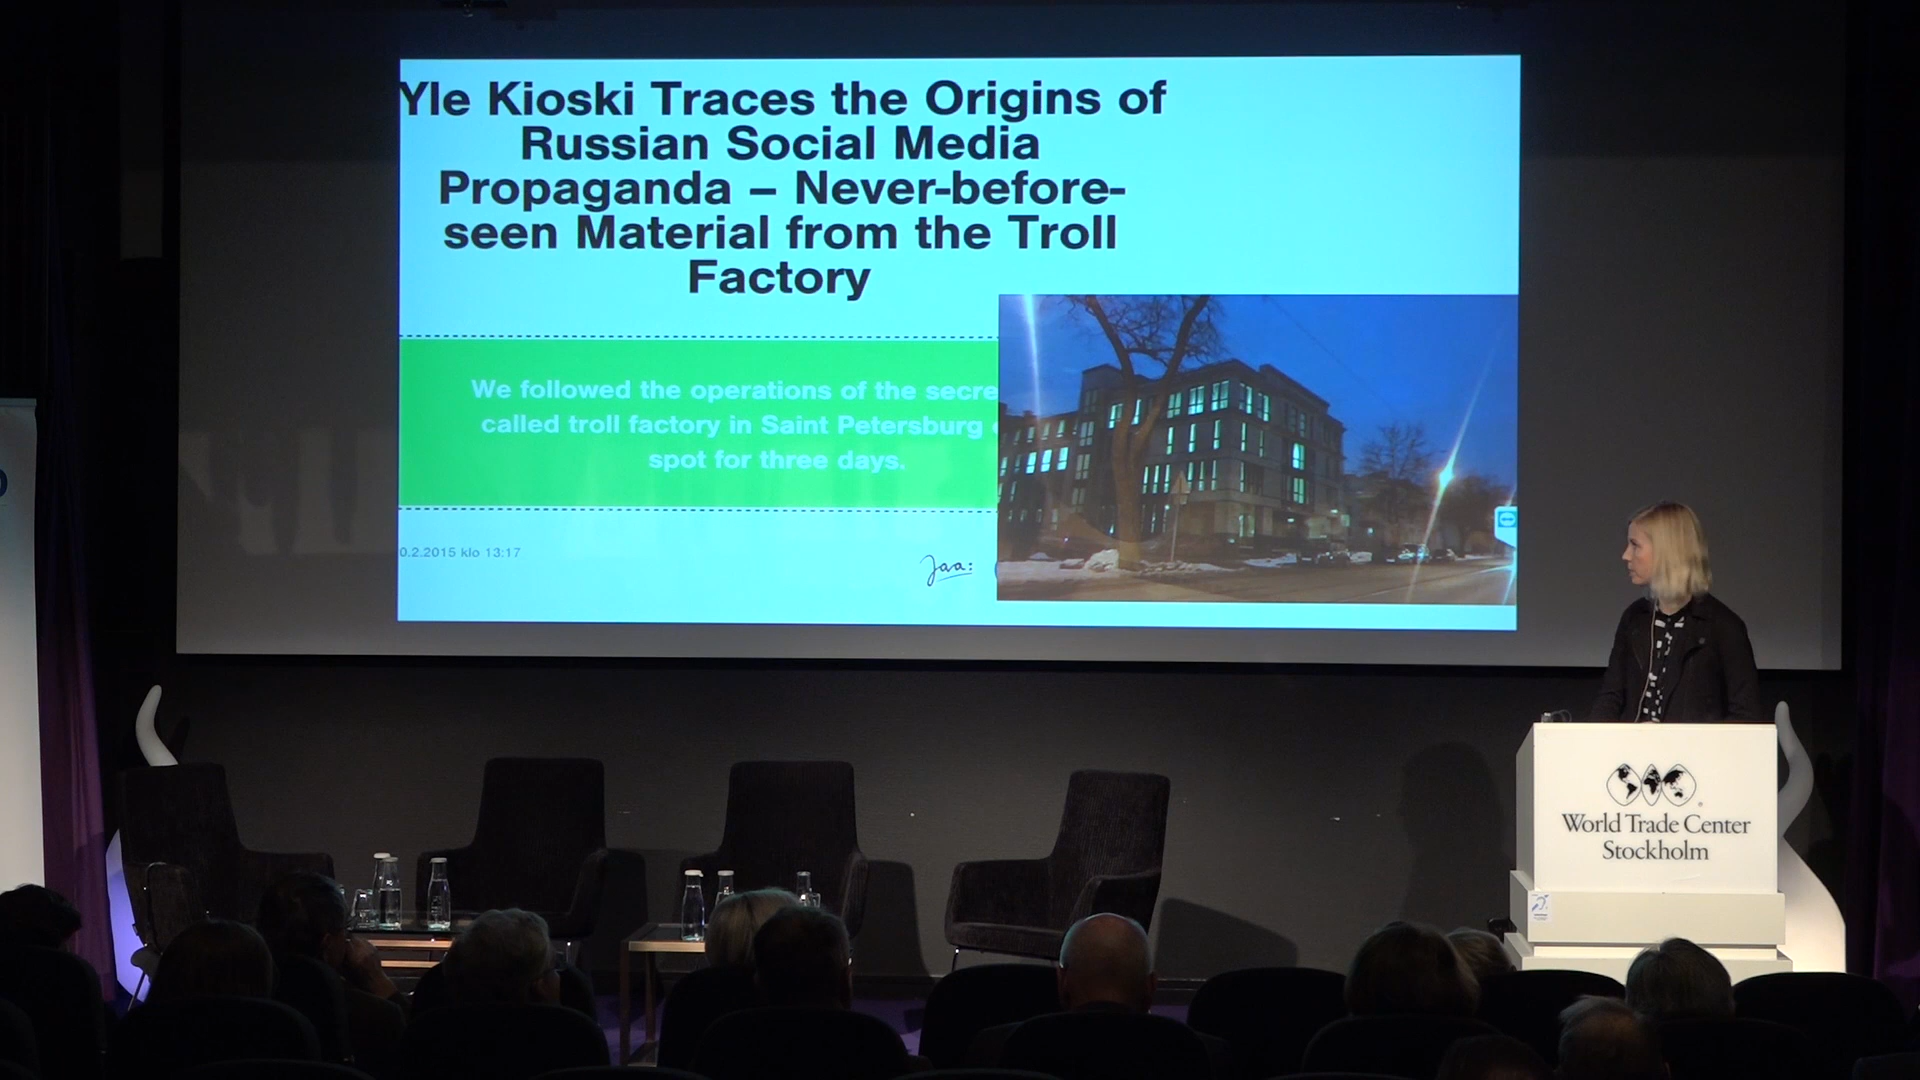 Yle Kioski Traces the Origins of
Russian Social Media
Propaganda – Never-before-
seen Material from the Troll
Factory
We followed the operations of the secre
called troll factory in Saint Petersburg
spot for three days.
0.2.2015 klo 13:17
Jaa:
World Trade Center
Stockholm